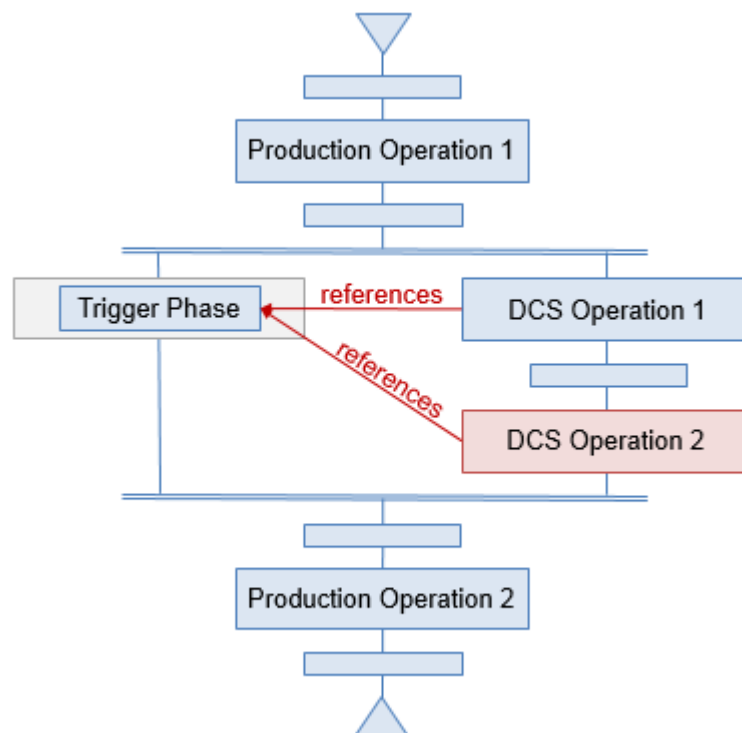 Production Operation 1
Trigger Phase
references
DCS Operation 1
references
DCS Operation 2
Production Operation 2